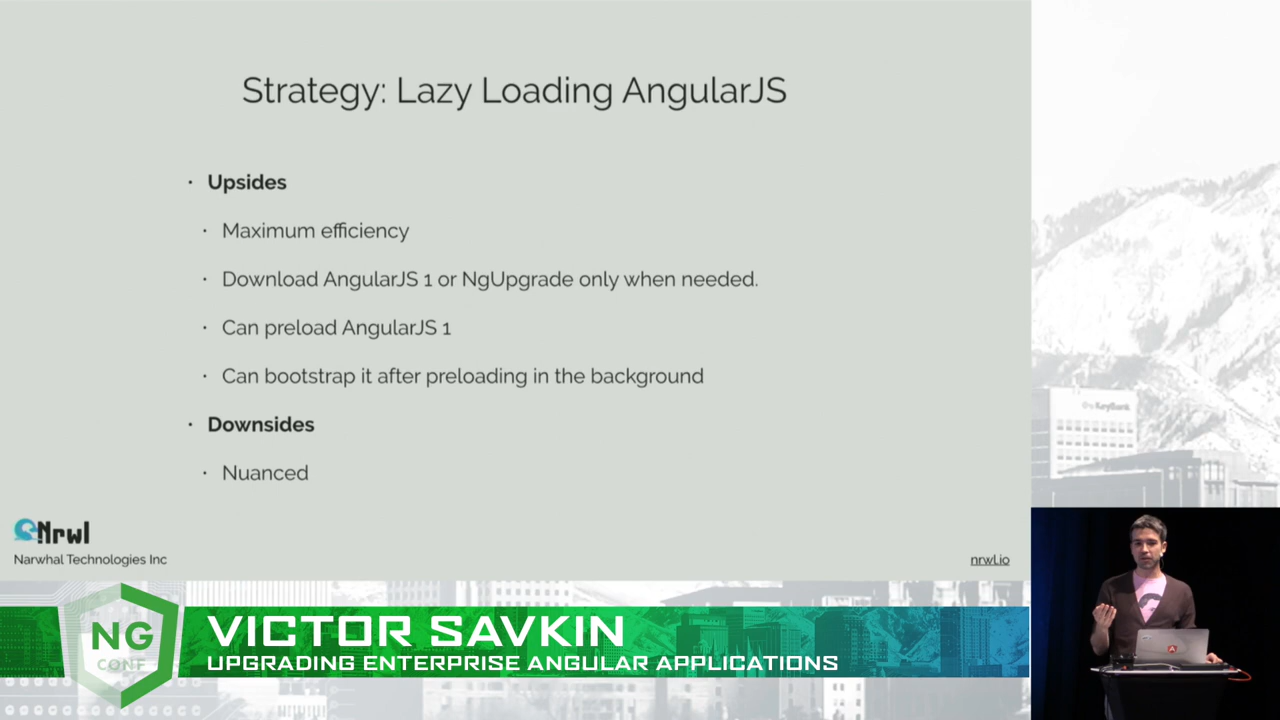 Strategy: Lazy Loading AngularJS
· Upsides
· Maximum efficiency
· Download AngularJS 1 or NgUpgrade only when needed.
· Can preload AngularJS 1
· Can bootstrap it after preloading in the background
· Downsides
· Nuanced
Nrwl
Narwhal Technologies Inc
nrwl.io
KeyBank
NG
CONF
VICTOR SAVKIN
UPGRADING ENTERPRISE ANGULAR APPLICATIONS